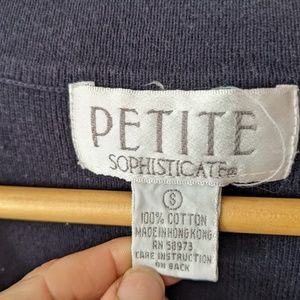 PETITE
SOPHISTICATE®
S
100% COTTON
MADE IN HONG KONG
RN 58973
CARE INSTRUCTION
ON BACK